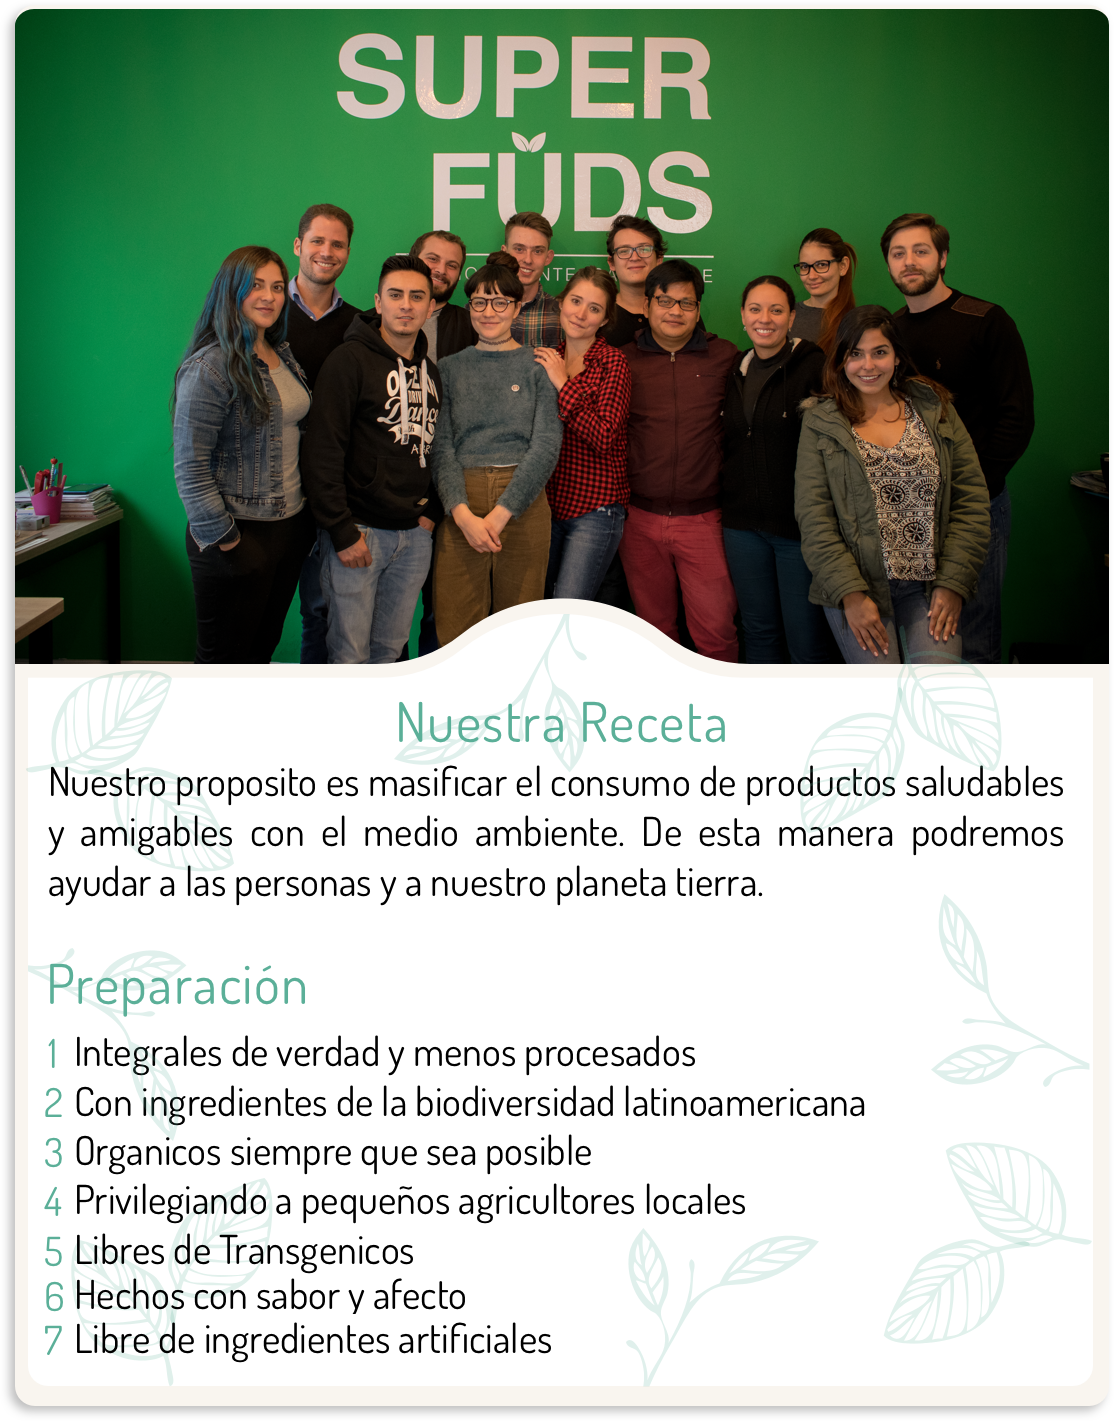 SUPER
FŬDS
Nuestra Receta
Nuestro proposito es masificar el consumo de productos saludables
y amigables con el medio ambiente. De esta manera podremos
ayudar a las personas y a nuestro planeta tierra.
Preparación
1 Integrales de verdad y menos procesados
2 Con ingredientes de la biodiversidad latinoamericana
3 Organicos siempre que sea posible
4 Privilegiando a pequeños agricultores locales
5 Libres de Transgenicos
6 Hechos con sabor y afecto
7 Libre de ingredientes artificiales